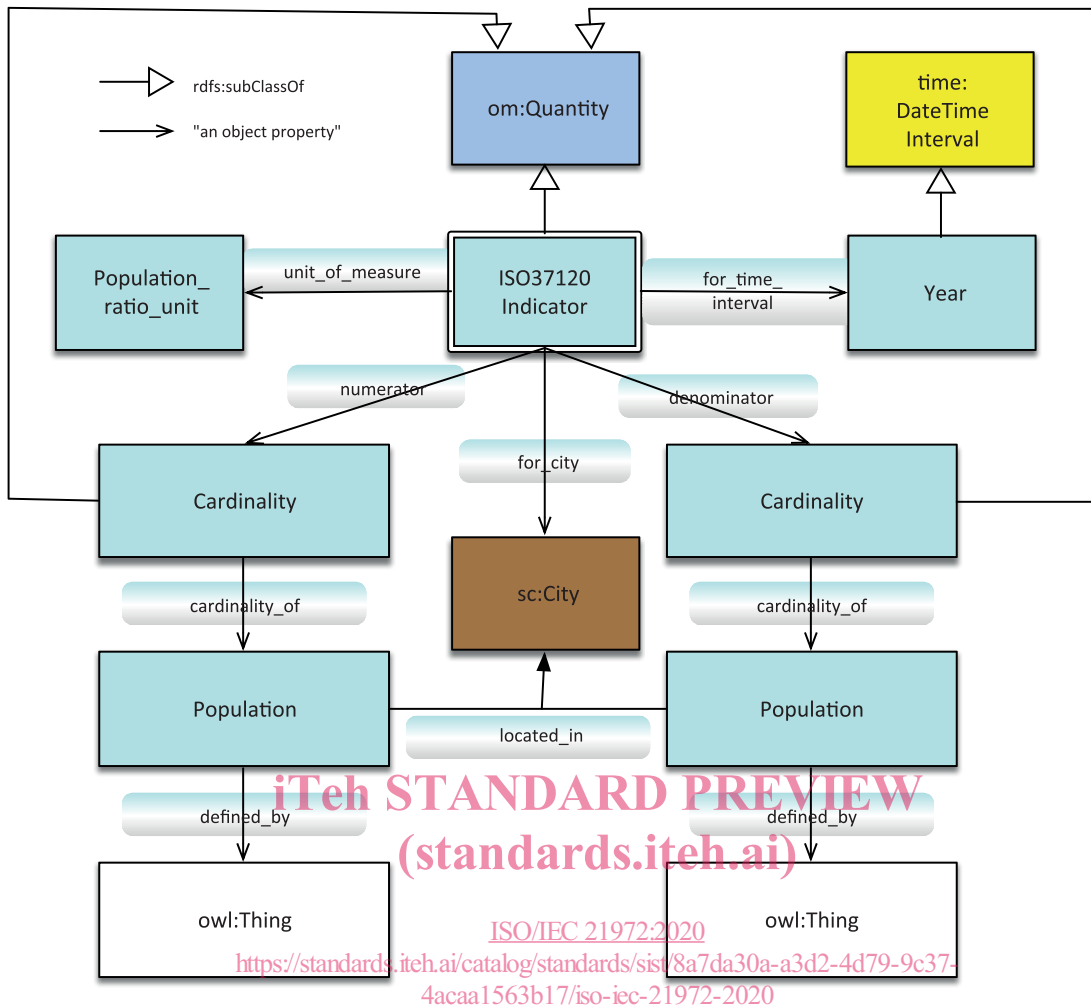 rdfs:subClassOf
"an object property"
om:Quantity
time:
DateTime
Interval
Population_
ratio_unit
unit_of_measure
ISO37120
Indicator
for_time_
interval
Year
numerator
denominator
for_city
Cardinality
Cardinality
cardinality_of
sc:City
cardinality_of
Population
Population
located_in
iTeh STANDARD PREVIEW
defined_by
defined_by
(standards.iteh.ai)
owl:Thing
owl:Thing
ISO/IEC 21972:2020
https://standards.iteh.ai/catalog/standards/sist/8a7da30a-a3d2-4d79-9c37-
4acaa1563b17/iso-iec-21972-2020